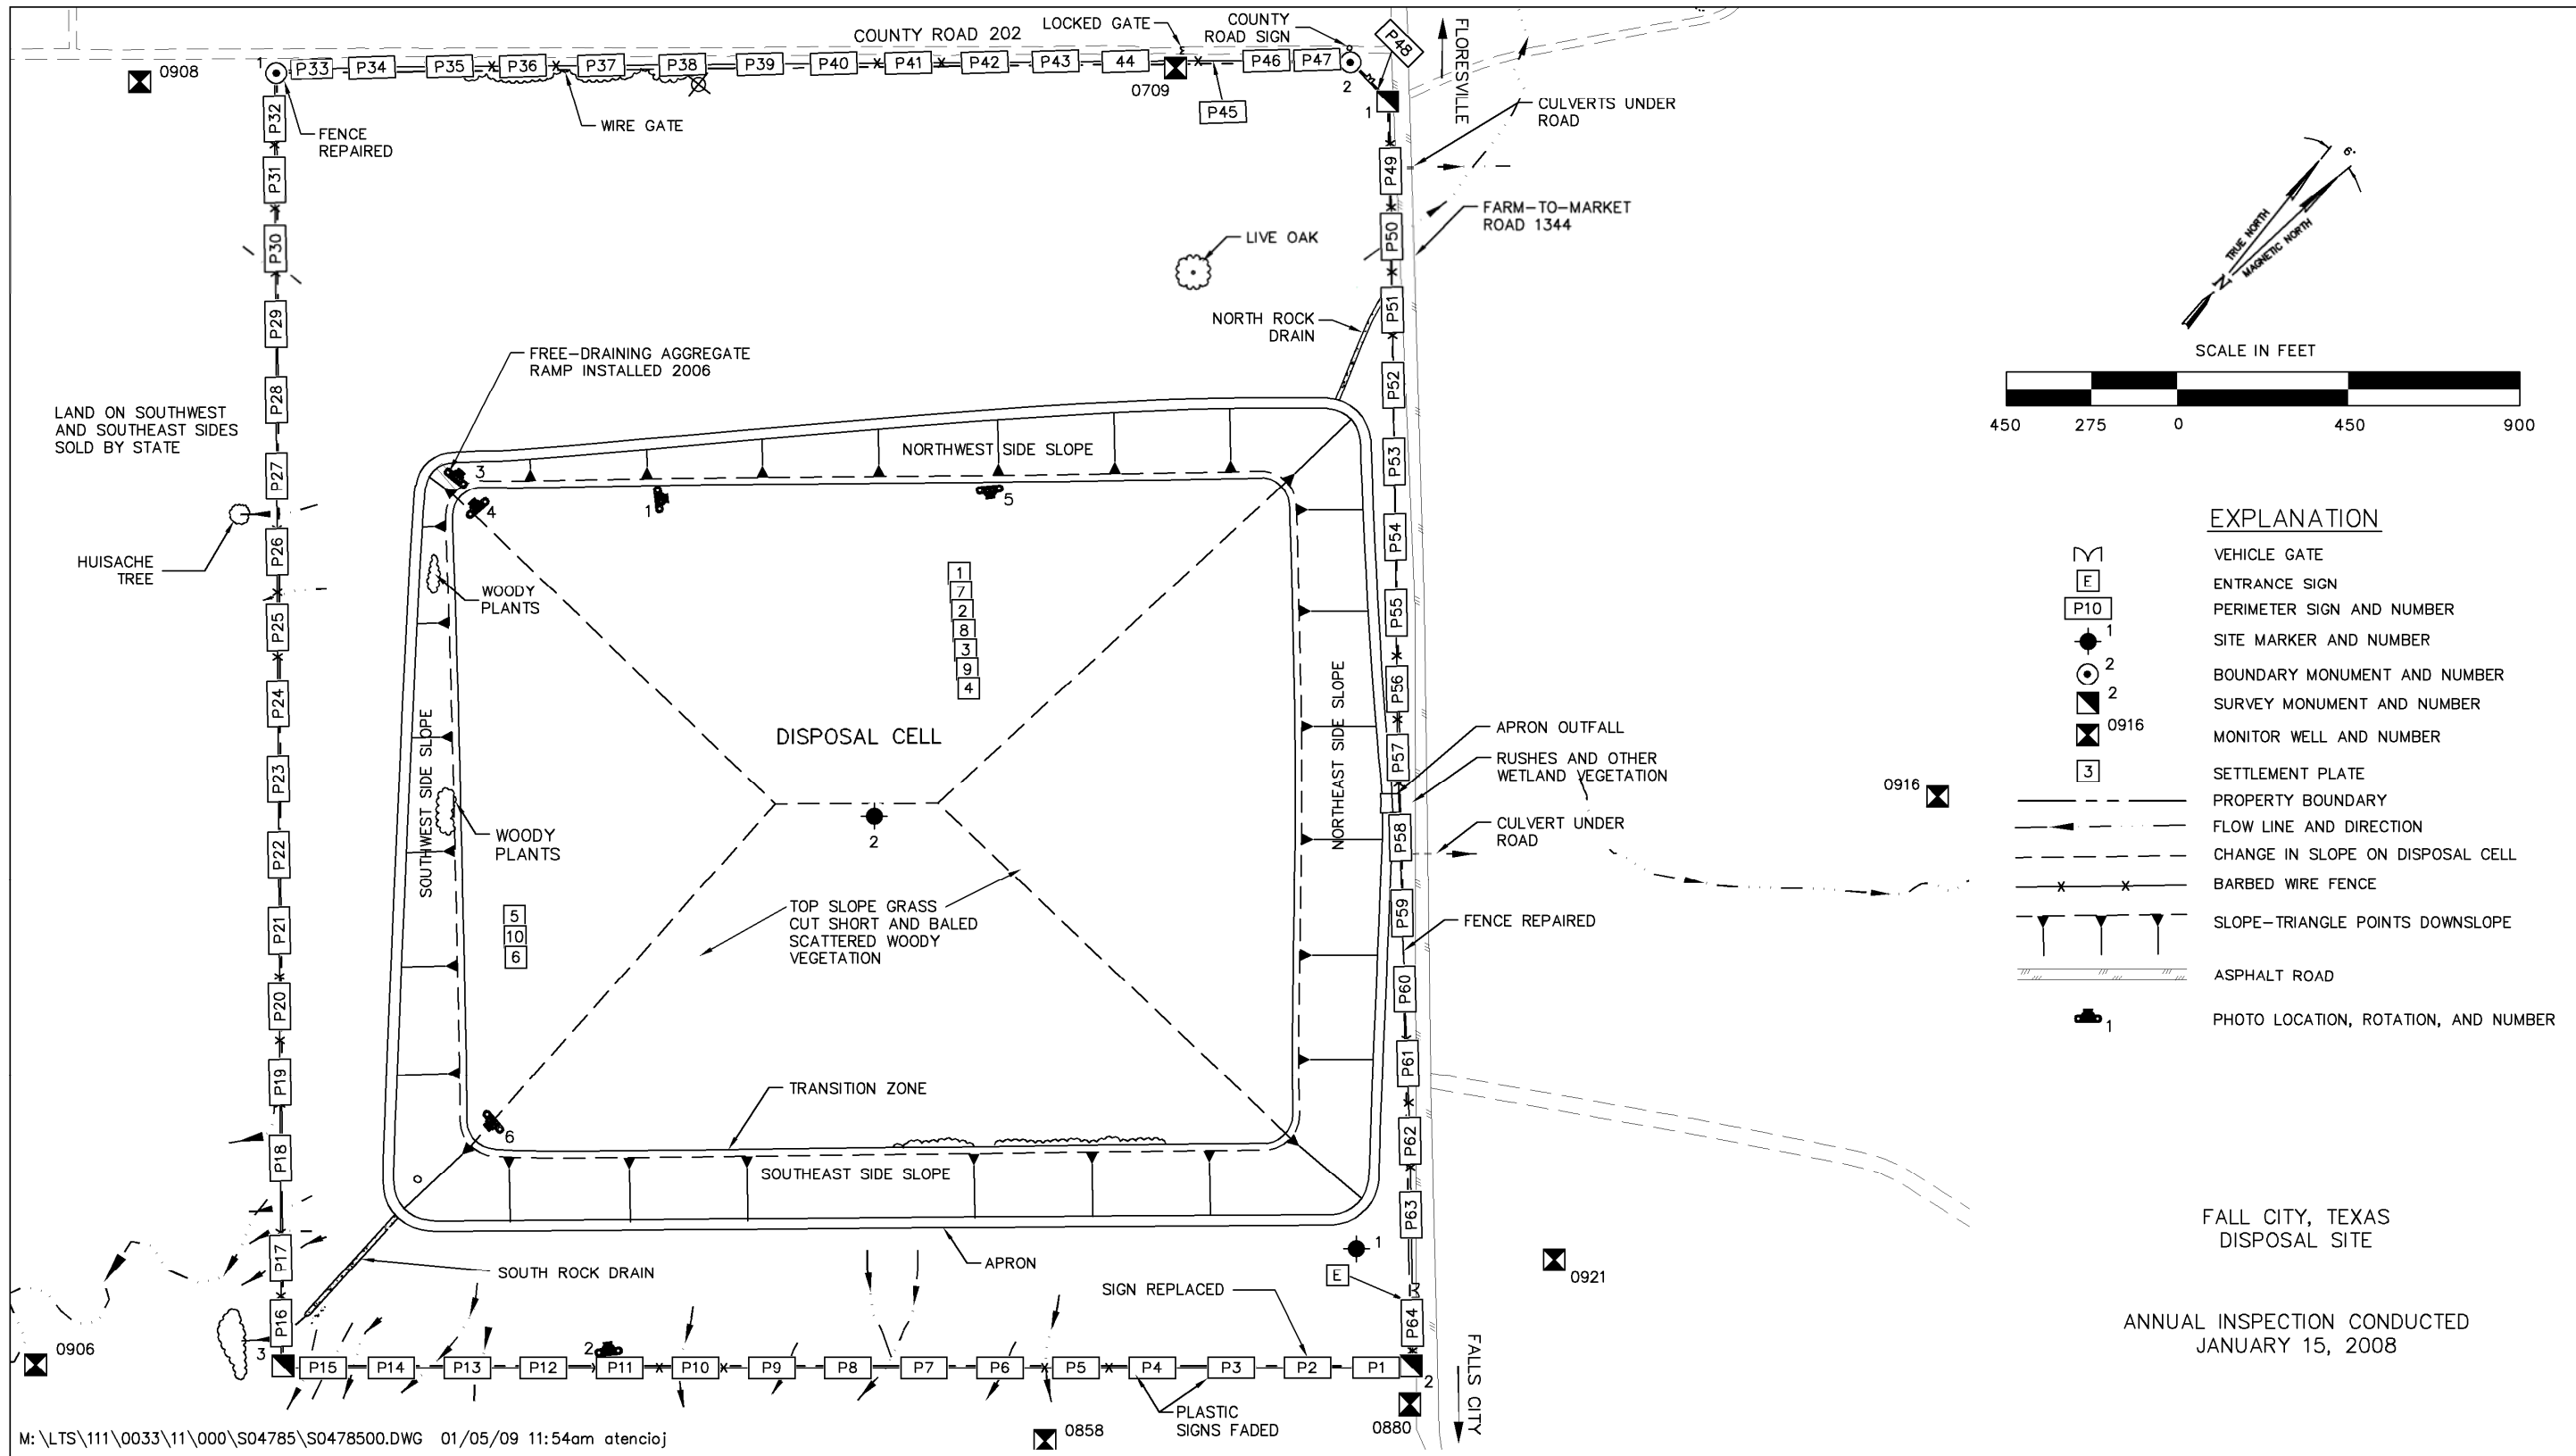 COUNTY ROAD 202
LOCKED GATE
COUNTY
ROAD SIGN
P48
FLORESVILLE
0908
1
P33
P34
P35
P36
P37
P38
P39
P40
P41
P42
P43
44
0709
P45
P46
P47
2
1
WIRE GATE
FENCE
REPAIRED
P32
P31
P30
P29
P28
P27
P26
P25
P24
P23
P22
P21
P20
P19
P18
P17
P16
CULVERTS UNDER
ROAD
FARM-TO-MARKET
ROAD 1344
LIVE OAK
NORTH ROCK
DRAIN
FREE-DRAINING AGGREGATE
RAMP INSTALLED 2006
LAND ON SOUTHWEST
AND SOUTHEAST SIDES
SOLD BY STATE
HUISACHE
TREE
P49
P50
P51
P52
P53
P54
P55
P56
P57
P58
P59
P60
P61
P62
P63
P64
NORTHWEST SIDE SLOPE
3
4
1
5
WOODY
PLANTS
1
7
2
8
3
9
4
DISPOSAL CELL
2
SOUTHWEST SIDE SLOPE
NORTHEAST SIDE SLOPE
WOODY
PLANTS
5
10
6
TOP SLOPE GRASS
CUT SHORT AND BALED
SCATTERED WOODY
VEGETATION
APRON OUTFALL
RUSHES AND OTHER
WETLAND VEGETATION
CULVERT UNDER
ROAD
FENCE REPAIRED
0916
TRANSITION ZONE
6
SOUTHEAST SIDE SLOPE
APRON
SOUTH ROCK DRAIN
SIGN REPLACED
E
1
0921
0906
3
P15
P14
P13
P12
2
P11
P10
P9
P8
P7
P6
P5
P4
P3
P2
P1
2
0880
0858
PLASTIC
SIGNS FADED
FALLS CITY
TRUE NORTH
MAGNETIC NORTH
N
6°
SCALE IN FEET
450 275 0 450 900
EXPLANATION
VEHICLE GATE
E ENTRANCE SIGN
P10 PERIMETER SIGN AND NUMBER
1 SITE MARKER AND NUMBER
2 BOUNDARY MONUMENT AND NUMBER
2 SURVEY MONUMENT AND NUMBER
0916 MONITOR WELL AND NUMBER
3 SETTLEMENT PLATE
PROPERTY BOUNDARY
FLOW LINE AND DIRECTION
CHANGE IN SLOPE ON DISPOSAL CELL
BARBED WIRE FENCE
SLOPE-TRIANGLE POINTS DOWNSLOPE
ASPHALT ROAD
1 PHOTO LOCATION, ROTATION, AND NUMBER
FALL CITY, TEXAS
DISPOSAL SITE
ANNUAL INSPECTION CONDUCTED
JANUARY 15, 2008
M:\LTS\111\0033\11\000\S04785\S0478500.DWG 01/05/09 11:54am atencioj